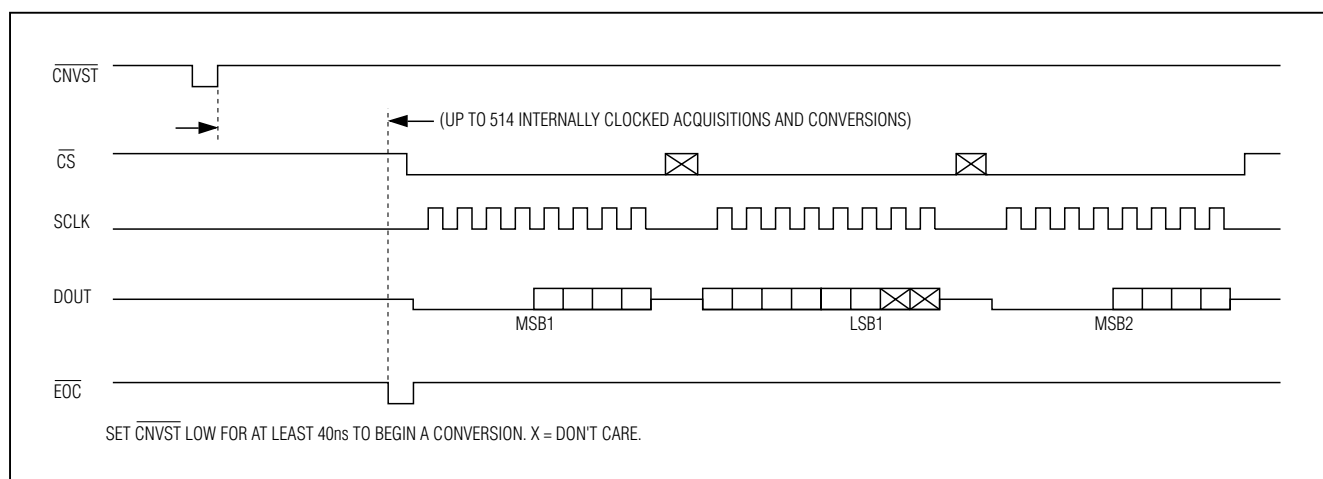 CNVST
(UP TO 514 INTERNALLY CLOCKED ACQUISITIONS AND CONVERSIONS)
CS
SCLK
DOUT
MSB1
LSB1
MSB2
EOC
SET CNVST LOW FOR AT LEAST 40ns TO BEGIN A CONVERSION. X = DON'T CARE.